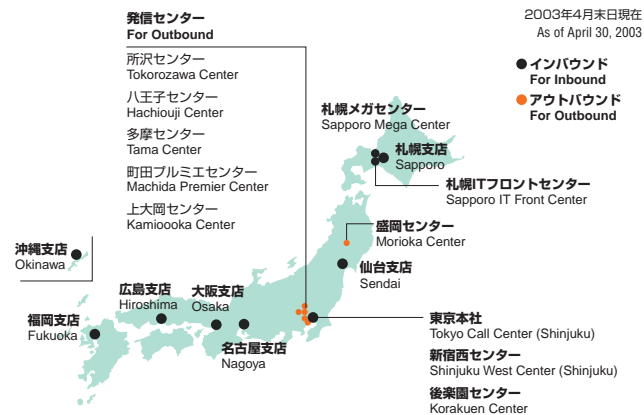 発信センター
For Outbound
所沢センター
Tokorozawa Center
八王子センター
Hachiouji Center
多摩センター
Tama Center
町田プルミエセンター
Machida Premier Center
上大岡センター
Kamioooka Center
2003年4月末日現在
As of April 30, 2003
インバウンド
For Inbound
アウトバウンド
For Outbound
札幌メガセンター
Sapporo Mega Center
札幌支店
Sapporo
札幌ITフロントセンター
Sapporo IT Front Center
盛岡センター
Morioka Center
仙台支店
Sendai
沖縄支店
Okinawa
広島支店
Hiroshima
大阪支店
Osaka
福岡支店
Fukuoka
名古屋支店
Nagoya
東京本社
Tokyo Call Center (Shinjuku)
新宿西センター
Shinjuku West Center (Shinjuku)
後楽園センター
Korakuen Center